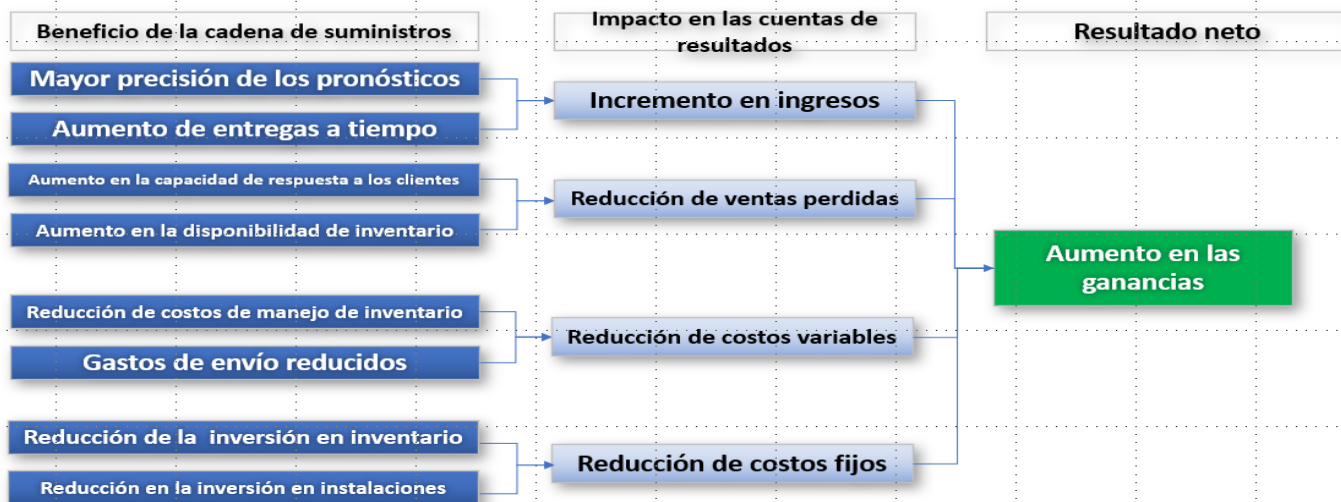 Beneficio de la cadena de suministros
Impacto en las cuentas de
resultados
Resultado neto
Mayor precisión de los pronósticos
Aumento de entregas a tiempo
Incremento en ingresos
Aumento en la capacidad de respuesta a los clientes
Aumento en la disponibilidad de inventario
Reducción de ventas perdidas
Reducción de costos de manejo de inventario
Gastos de envío reducidos
Reducción de costos variables
Reducción de la  inversión en inventario
Reducción en la inversión en instalaciones
Reducción de costos fijos
Aumento en las
ganancias